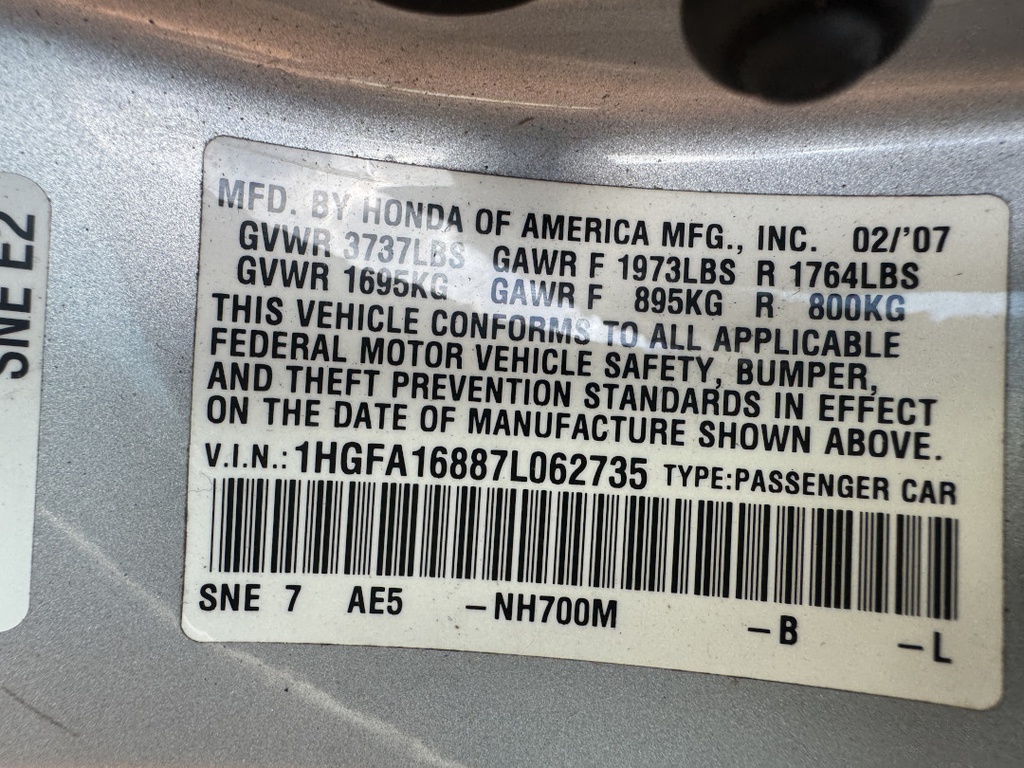 SNE E2
MFD. BY HONDA OF AMERICA MFG., INC. 02/'07
GVWR 3737LBS GAWR F 1973LBS R 1764LBS
GVWR 1695KG GAWR F 895KG R 800KG
THIS VEHICLE CONFORMS TO ALL APPLICABLE
FEDERAL MOTOR VEHICLE SAFETY, BUMPER,
AND THEFT PREVENTION STANDARDS IN EFFECT
ON THE DATE OF MANUFACTURE SHOWN ABOVE.
V.I.N.: 1HGFA16887L062735 TYPE:PASSENGER CAR
SNE 7 AE5 -NH700M -B -L